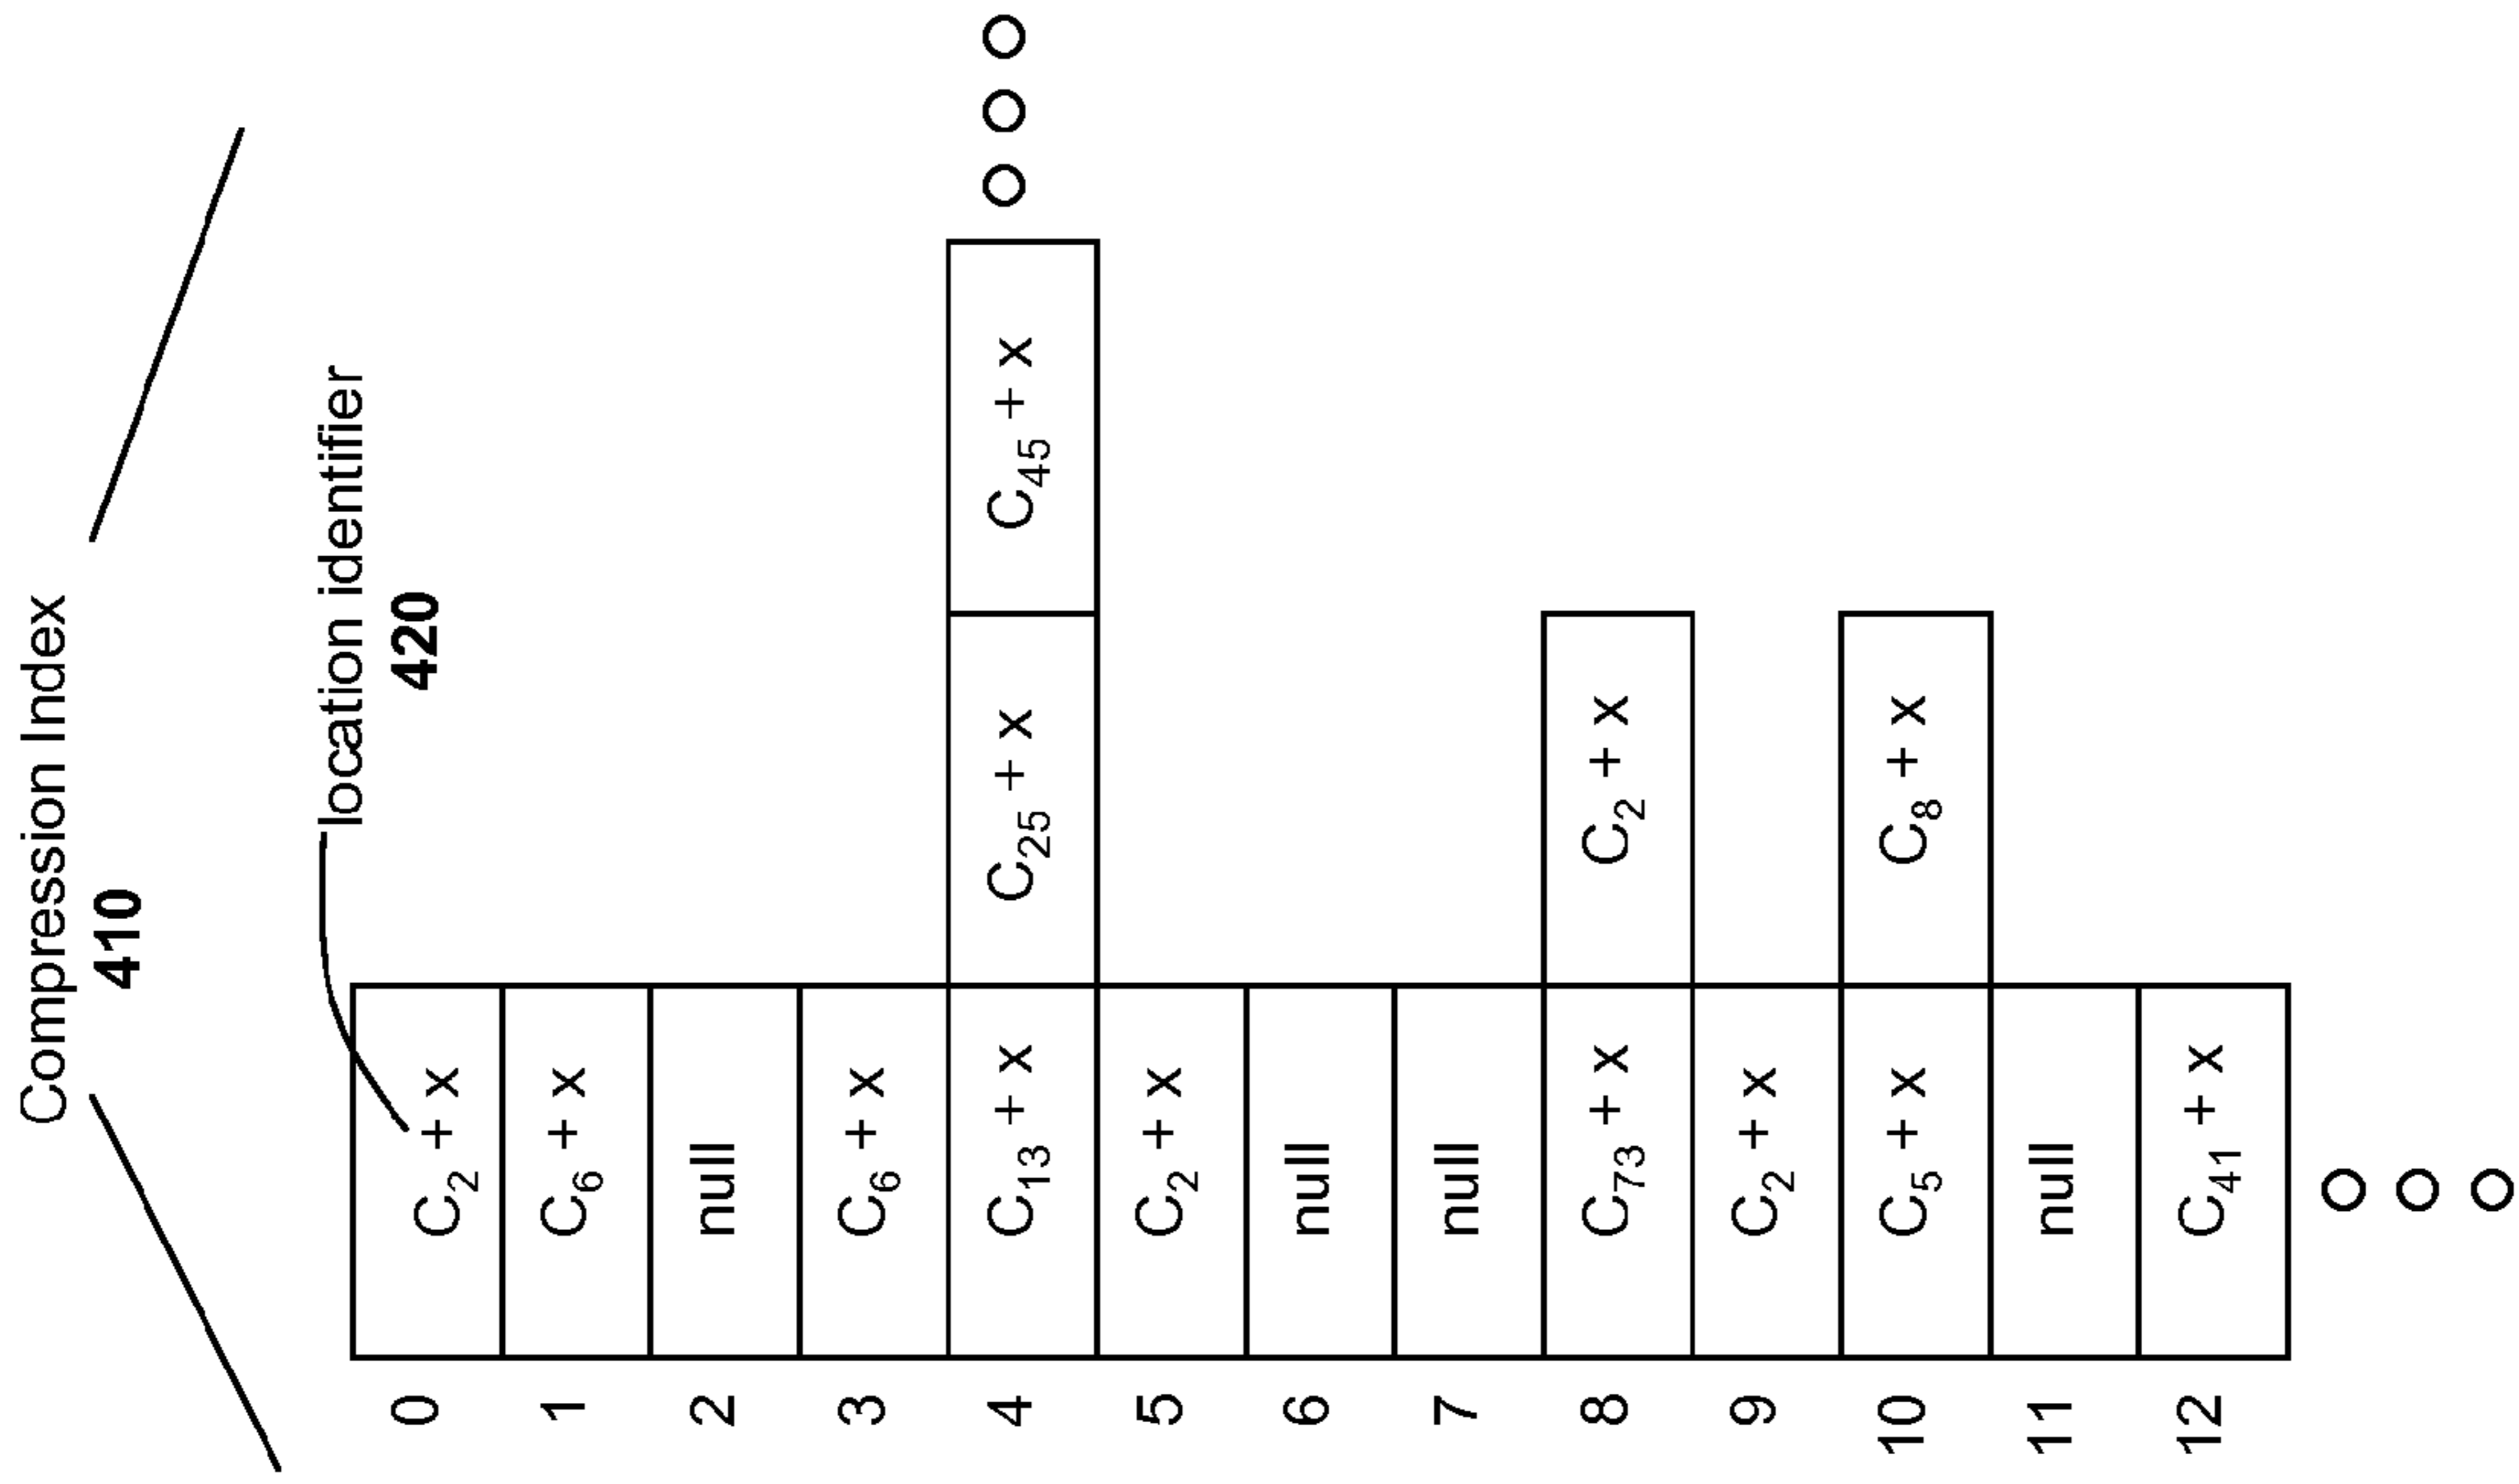 Compression Index
410
location identifier
420
0 C₂ + x
1 C₆ + x
2 null
3 C₆ + x
4 C₁₃ + x C₂₅ + x C₄₅ + x
5 C₂ + x
6 null
7 null
8 C₇₃ + x C₂ + x
9 C₂ + x
10 C₅ + x C₈ + x
11 null
12 C₄₁ + x